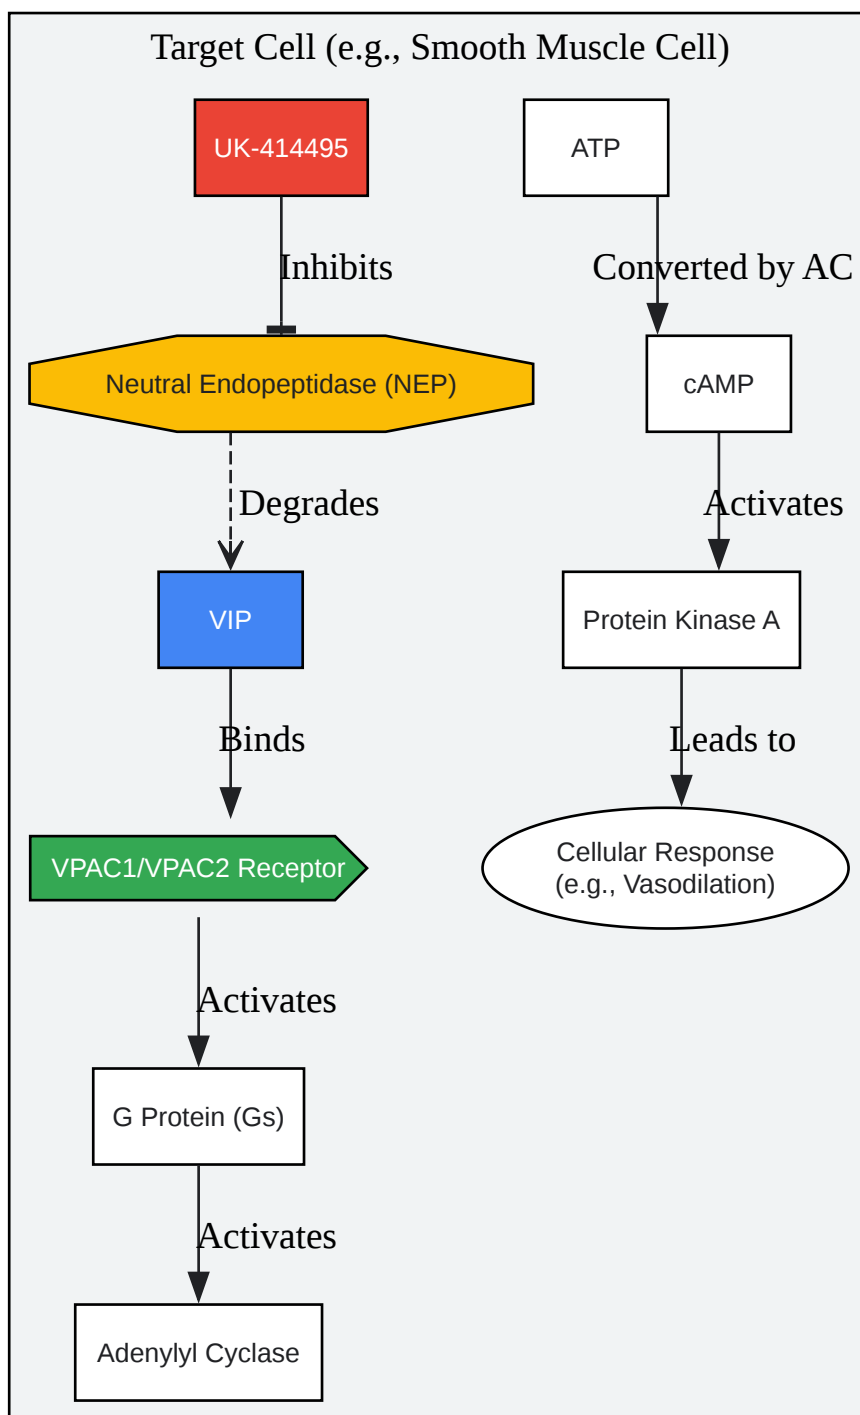 Target Cell (e.g., Smooth Muscle Cell)
UK-414495
Inhibits
Neutral Endopeptidase (NEP)
Degrades
VIP
Binds
VPAC1/VPAC2 Receptor
Activates
G Protein (Gs)
Activates
Adenylyl Cyclase
ATP
Converted by AC
cAMP
Activates
Protein Kinase A
Leads to
Cellular Response
(e.g., Vasodilation)